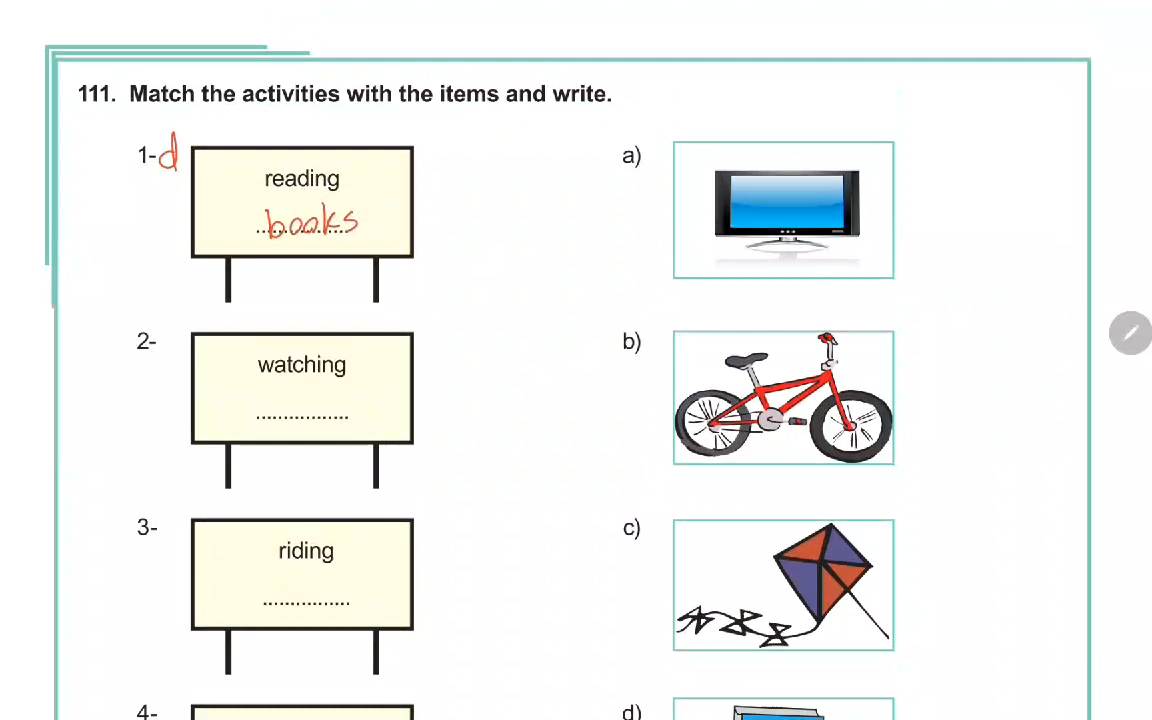 111. Match the activities with the items and write.
1- d
reading
books
a)
2-
watching
................
b)
3-
riding
................
c)
4-
d)